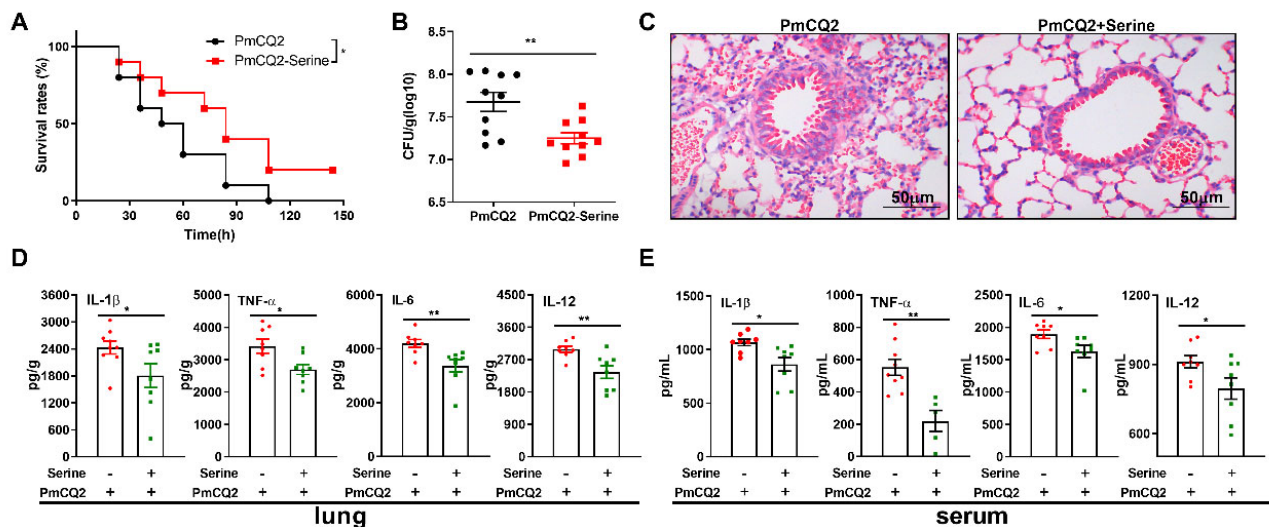 A
PmCQ2
PmCQ2-Serine
*
Survival rates (%)
100
50
0
0 30 60 90 120 150
Time(h)
B
**
CFU/g(log10)
8.5
8.0
7.5
7.0
6.5
PmCQ2 PmCQ2-Serine
C
PmCQ2
50μm
PmCQ2+Serine
50μm
D
IL-1β
*
pg/g
3600
3000
2400
1800
1200
600
0
Serine - +
PmCQ2 + +
TNF-α
*
pg/g
5000
4000
3000
2000
1000
0
Serine - +
PmCQ2 + +
IL-6
**
pg/g
6000
4000
2000
0
Serine - +
PmCQ2 + +
IL-12
**
pg/g
4500
3600
2700
1800
900
0
Serine - +
PmCQ2 + +
lung
E
IL-1β
*
pg/mL
1500
1000
500
0
Serine - +
PmCQ2 + +
TNF-α
**
pg/mL
1000
800
600
400
200
0
Serine - +
PmCQ2 + +
IL-6
*
pg/mL
2500
2000
1500
1000
500
0
Serine - +
PmCQ2 + +
IL-12
*
pg/mL
1200
900
600
Serine - +
PmCQ2 + +
serum